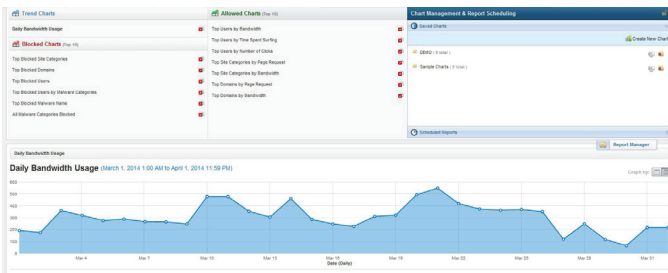 Trend Charts
Daily Bandwidth Usage
Blocked Charts (Top 10)
Top Blocked Site Categories
Top Blocked Domains
Top Blocked Users
Top Blocked Users by Malware Categories
Top Blocked Malware Name
All Malware Categories Blocked
Allowed Charts (Top 10)
Top Users by Bandwidth
Top Users by Time Spent Surfing
Top Users by Number of Clicks
Top Site Categories by Page Request
Top Site Categories by Bandwidth
Top Domains by Page Request
Top Domains by Bandwidth
Chart Management & Report Scheduling
Saved Charts
Create New Chart
DEMO
Sample Charts
Scheduled Reports
Report Manager
Daily Bandwidth Usage
Daily Bandwidth Usage (March 1, 2014 1:00 AM to April 1, 2014 11:59 PM)
Graph by:
600
500
400
300
200
100
0
Mar 4 Mar 7 Mar 10 Mar 13 Mar 16 Mar 19 Mar 22 Mar 25 Mar 28 Mar 31
Date (Daily)